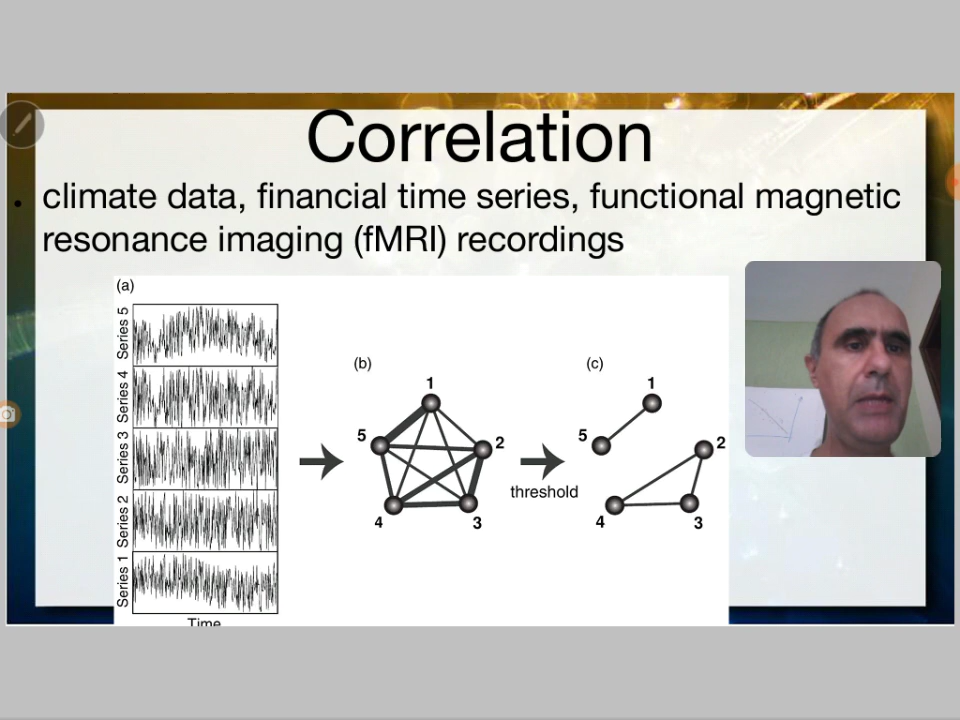 Correlation
• climate data, financial time series, functional magnetic
resonance imaging (fMRI) recordings
(a)
Series 5
Series 4
Series 3
Series 2
Series 1
Time
(b)
1
5
2
4
3
threshold
(c)
1
5
2
4
3